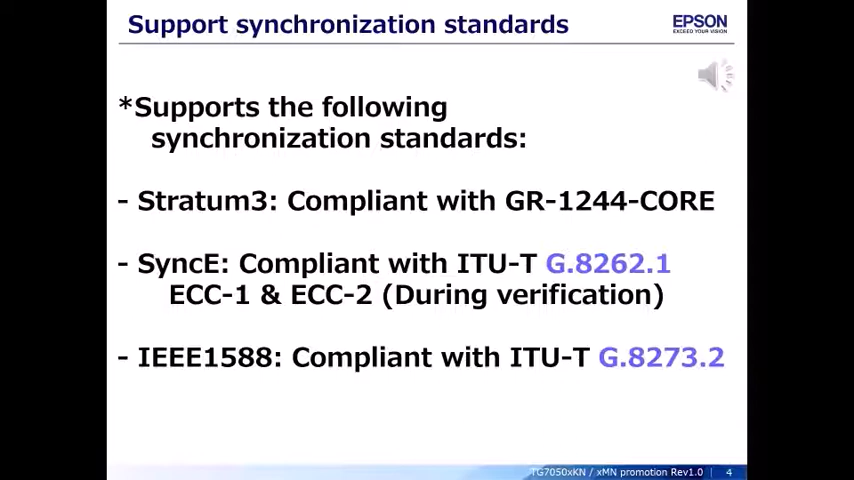 Support synchronization standards
EPSON
EXCEED YOUR VISION
*Supports the following
synchronization standards:
- Stratum3: Compliant with GR-1244-CORE
- SyncE: Compliant with ITU-T G.8262.1
ECC-1 & ECC-2 (During verification)
- IEEE1588: Compliant with ITU-T G.8273.2
TG7050xKN / xMN promotion Rev1.0 | 4